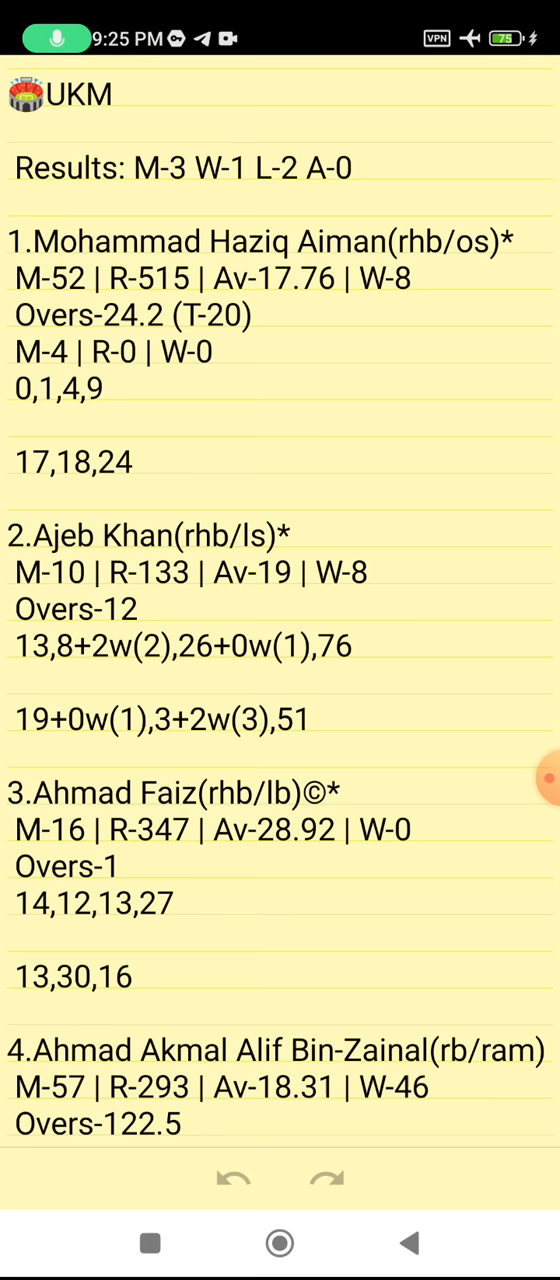 9:25 PM VPN 75
🏟️UKM
Results: M-3 W-1 L-2 A-0
1.Mohammad Haziq Aiman(rhb/os)*
M-52 | R-515 | Av-17.76 | W-8
Overs-24.2 (T-20)
M-4 | R-0 | W-0
0,1,4,9
17,18,24
2.Ajeb Khan(rhb/ls)*
M-10 | R-133 | Av-19 | W-8
Overs-12
13,8+2w(2),26+0w(1),76
19+0w(1),3+2w(3),51
3.Ahmad Faiz(rhb/lb)©*
M-16 | R-347 | Av-28.92 | W-0
Overs-1
14,12,13,27
13,30,16
4.Ahmad Akmal Alif Bin-Zainal(rb/ram)
M-57 | R-293 | Av-18.31 | W-46
Overs-122.5